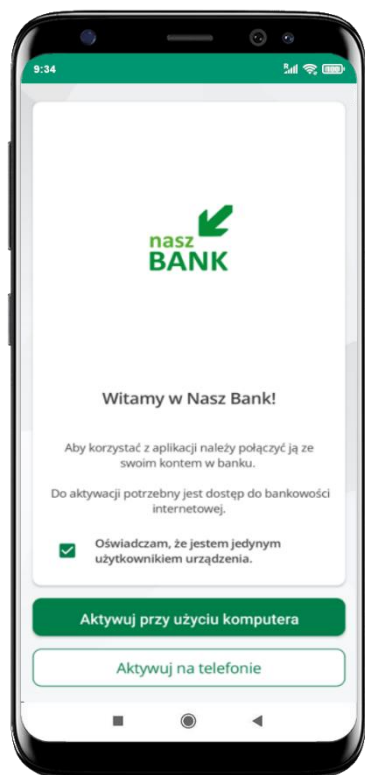 9:34
nasz
BANK
Witamy w Nasz Bank!
Aby korzystać z aplikacji należy połączyć ją ze
swoim kontem w banku.
Do aktywacji potrzebny jest dostęp do bankowości
internetowej.
Oświadczam, że jestem jedynym
użytkownikiem urządzenia.
Aktywuj przy użyciu komputera
Aktywuj na telefonie